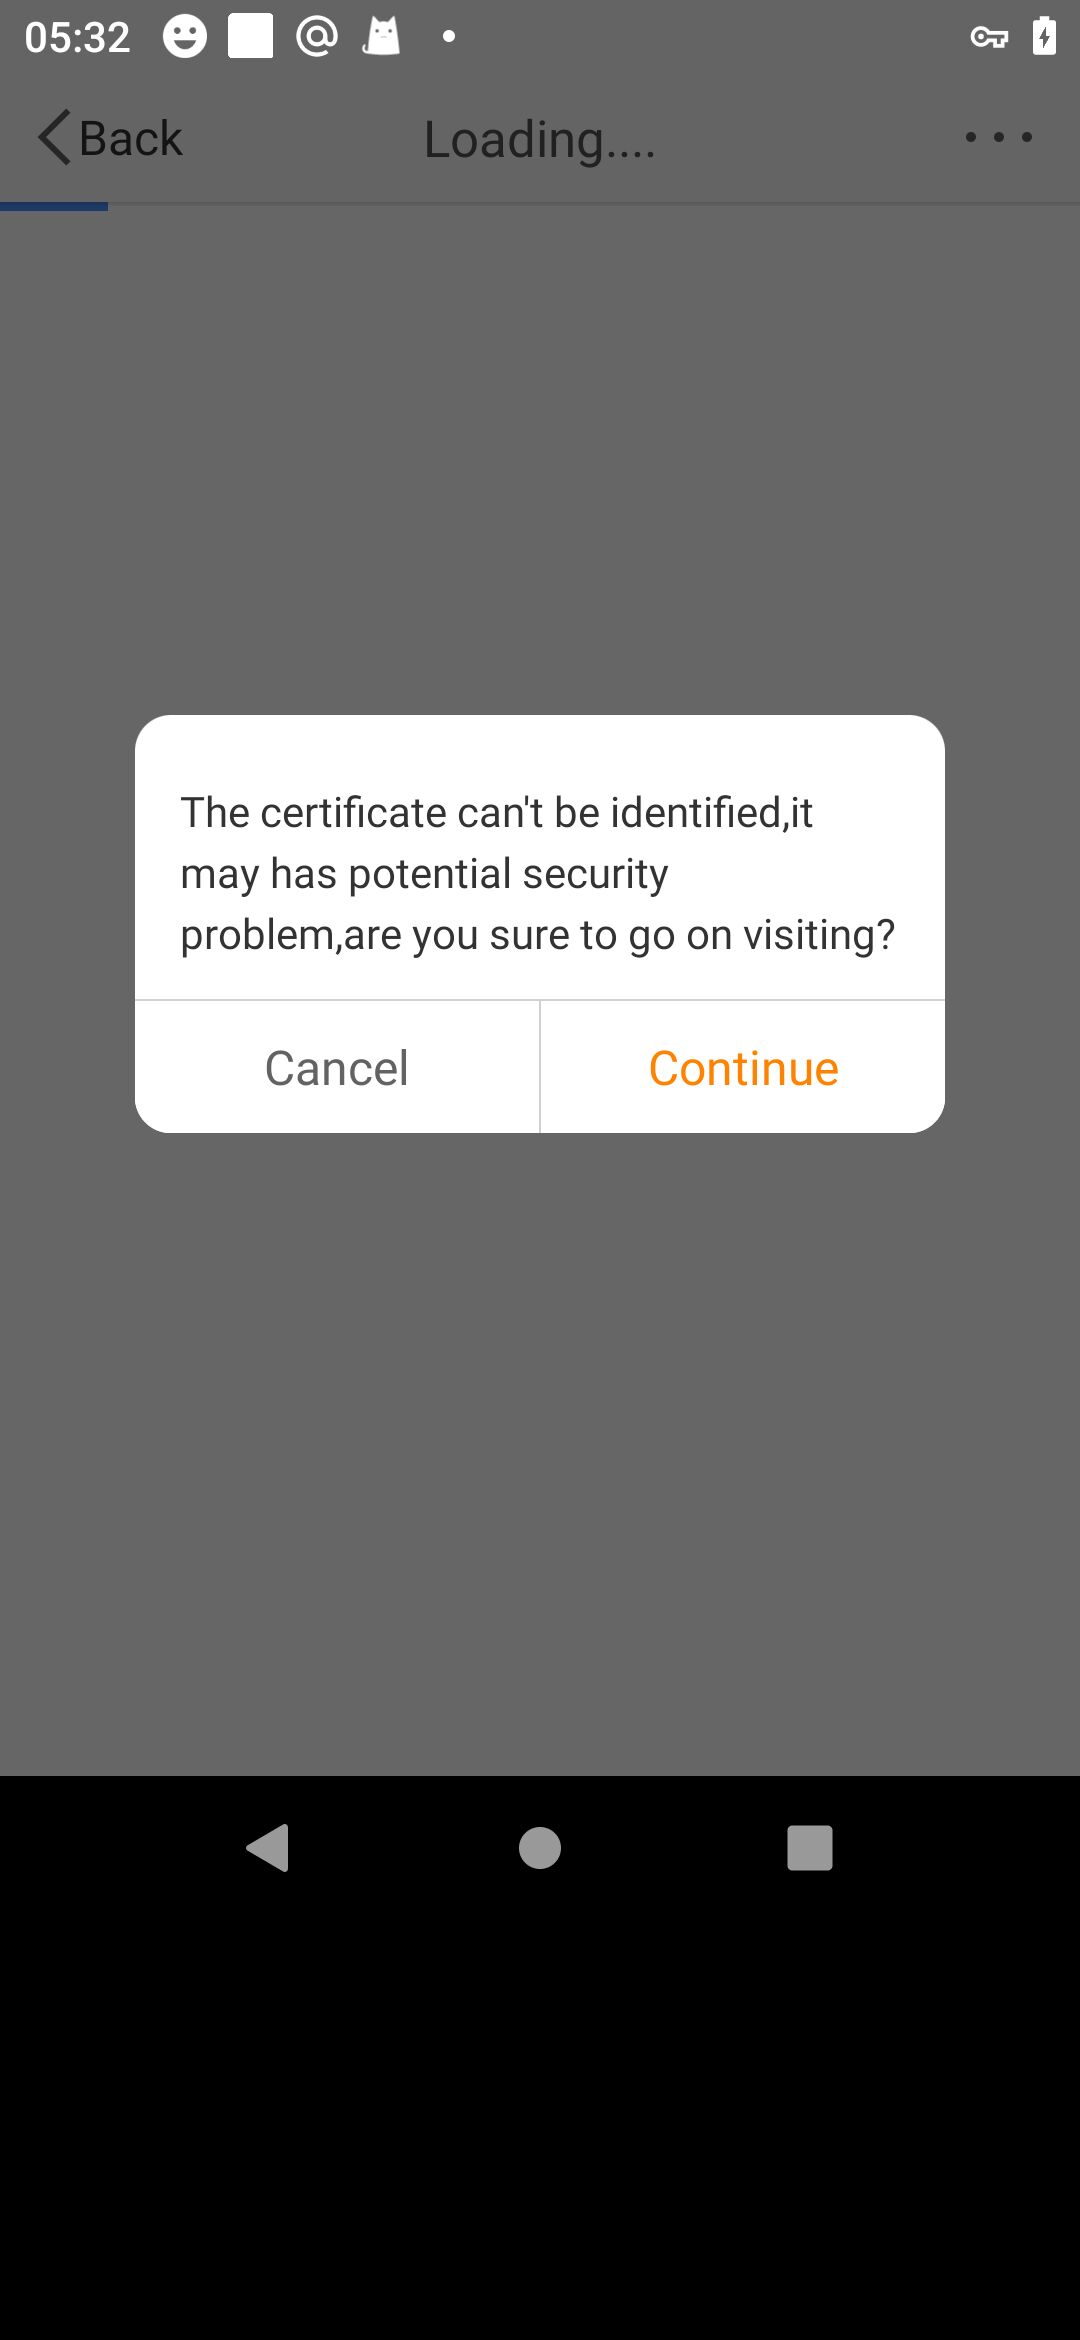 05:32
Back
Loading....
The certificate can't be identified,it
may has potential security
problem,are you sure to go on visiting?
Cancel
Continue